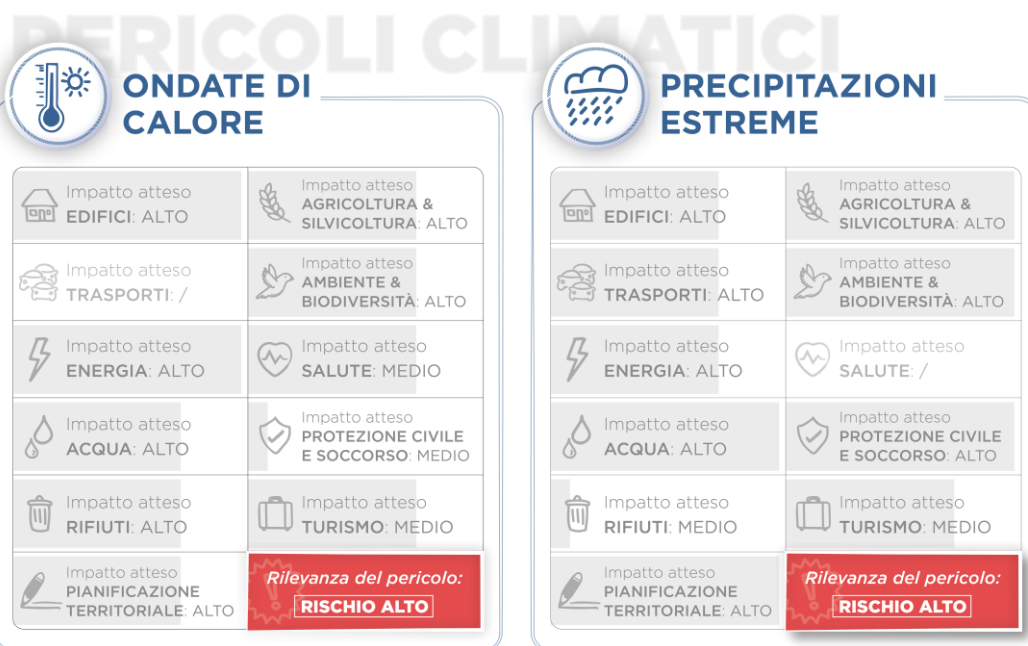 PERICOLI CLIMATICI
ONDATE DI
CALORE
Impatto atteso
EDIFICI: ALTO
Impatto atteso
AGRICOLTURA &
SILVICOLTURA: ALTO
Impatto atteso
TRASPORTI: /
Impatto atteso
AMBIENTE &
BIODIVERSITÀ: ALTO
Impatto atteso
ENERGIA: ALTO
Impatto atteso
SALUTE: MEDIO
Impatto atteso
ACQUA: ALTO
Impatto atteso
PROTEZIONE CIVILE
E SOCCORSO: MEDIO
Impatto atteso
RIFIUTI: ALTO
Impatto atteso
TURISMO: MEDIO
Impatto atteso
PIANIFICAZIONE
TERRITORIALE: ALTO
Rilevanza del pericolo:
RISCHIO ALTO
PRECIPITAZIONI
ESTREME
Impatto atteso
EDIFICI: ALTO
Impatto atteso
AGRICOLTURA &
SILVICOLTURA: ALTO
Impatto atteso
TRASPORTI: ALTO
Impatto atteso
AMBIENTE &
BIODIVERSITÀ: ALTO
Impatto atteso
ENERGIA: ALTO
Impatto atteso
SALUTE: /
Impatto atteso
ACQUA: ALTO
Impatto atteso
PROTEZIONE CIVILE
E SOCCORSO: ALTO
Impatto atteso
RIFIUTI: MEDIO
Impatto atteso
TURISMO: MEDIO
Impatto atteso
PIANIFICAZIONE
TERRITORIALE: ALTO
Rilevanza del pericolo:
RISCHIO ALTO